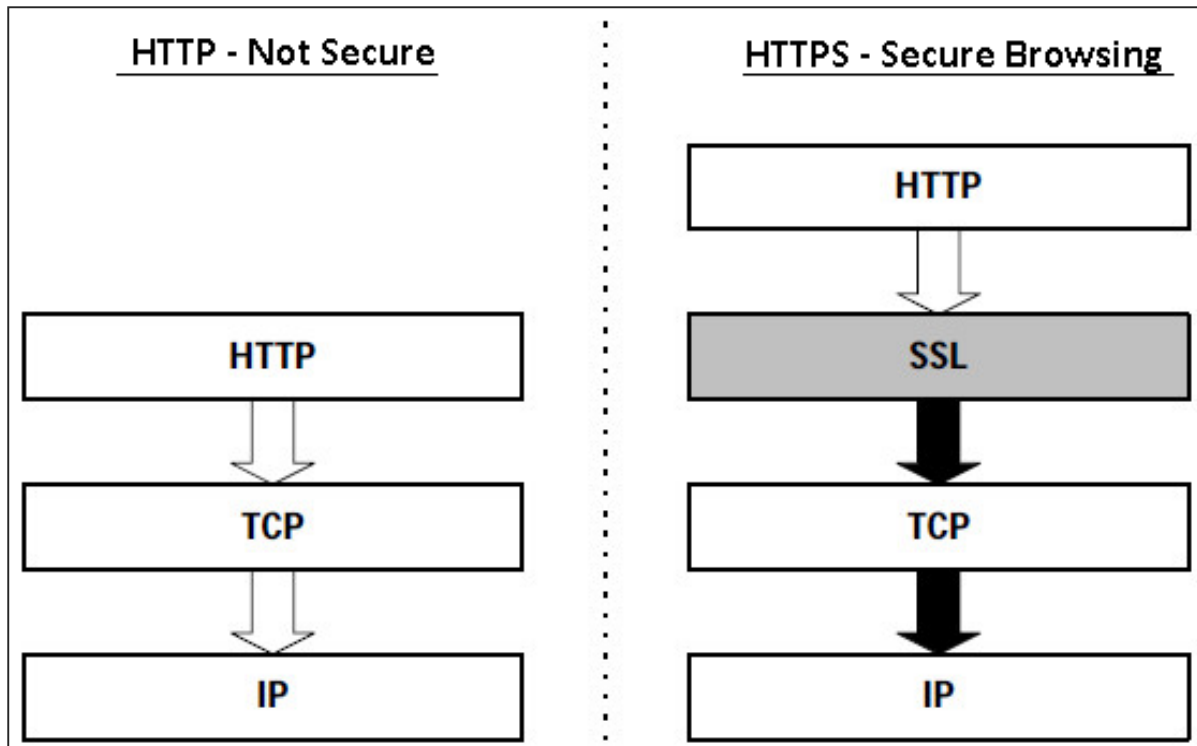 HTTP - Not Secure
HTTP
TCP
IP
HTTPS - Secure Browsing
HTTP
SSL
TCP
IP